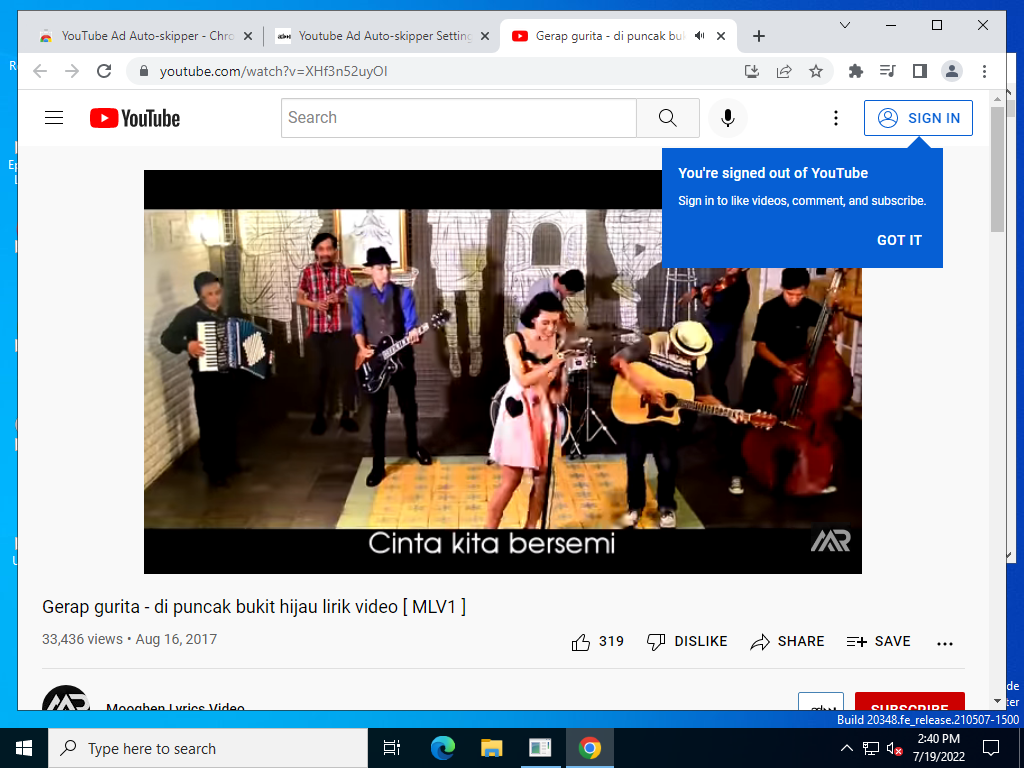 YouTube Ad Auto-skipper - Chro
Youtube Ad Auto-skipper Setting
Gerap gurita - di puncak buk
youtube.com/watch?v=XHf3n52uyOI
YouTube
Search
SIGN IN
You're signed out of YouTube
Sign in to like videos, comment, and subscribe.
GOT IT
Cinta kita bersemi
MR
Gerap gurita - di puncak bukit hijau lirik video [ MLV1 ]
33,436 views • Aug 16, 2017
319
DISLIKE
SHARE
SAVE
Mooghen Lyrics Video
SUBSCRIBE
Build 20348.fe_release.210507-1500
Type here to search
2:40 PM
7/19/2022